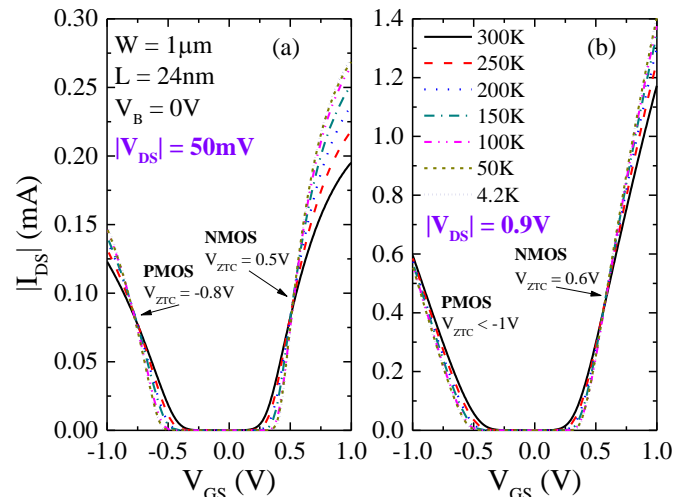 W = 1μm
L = 24nm
V_B = 0V
|V_DS| = 50mV
(a)
PMOS
V_ZTC = -0.8V
NMOS
V_ZTC = 0.5V
0.30
0.25
0.20
0.15
0.10
0.05
0.00
|I_DS| (mA)
-1.0 -0.5 0.0 0.5 1.0
V_GS (V)
(b)
300K
250K
200K
150K
100K
50K
4.2K
|V_DS| = 0.9V
NMOS
V_ZTC = 0.6V
PMOS
V_ZTC < -1V
1.4
1.2
1.0
0.8
0.6
0.4
0.2
0.0
-1.0 -0.5 0.0 0.5 1.0
V_GS (V)